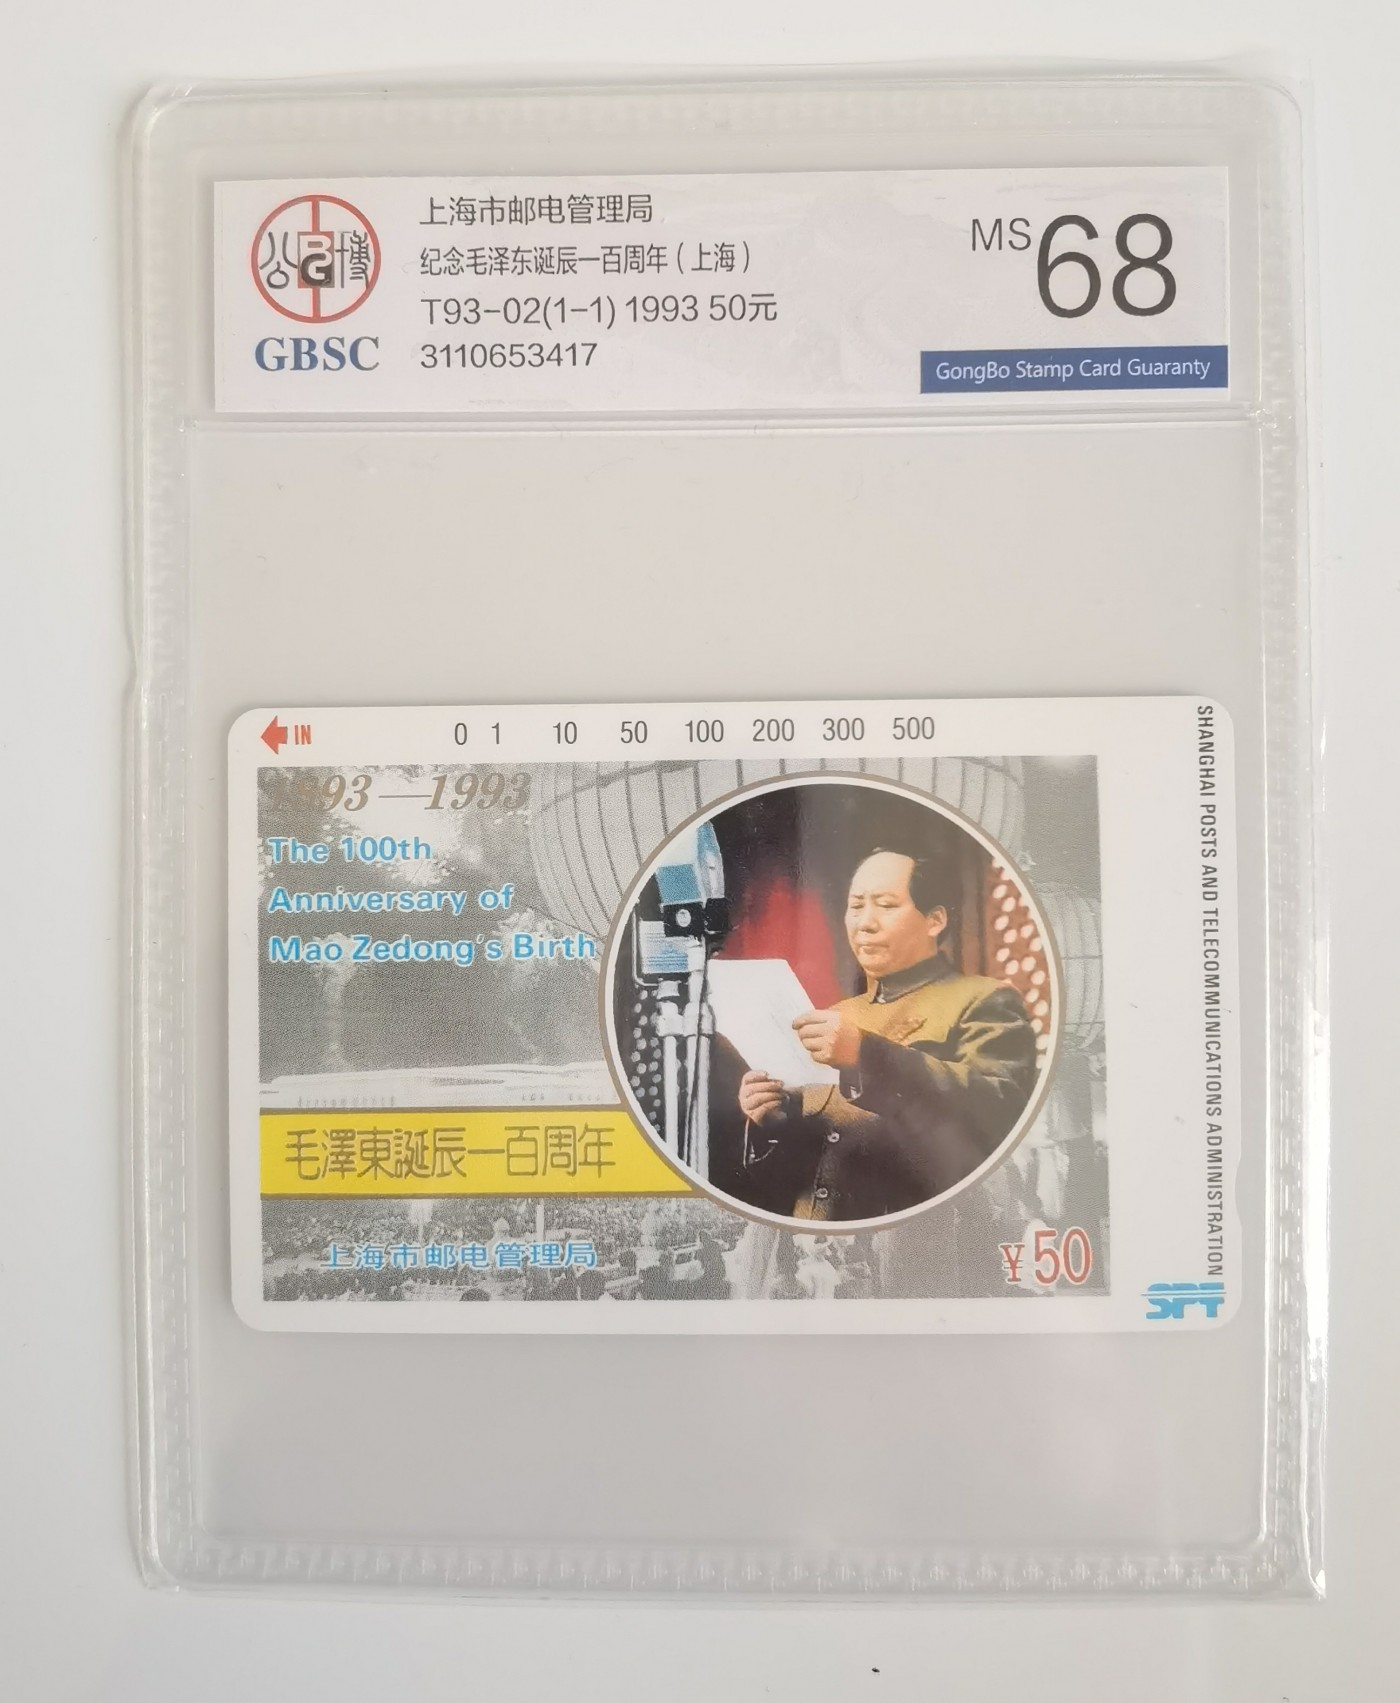 公博
BG
GBSC
上海市邮电管理局
纪念毛泽东诞辰一百周年(上海)
T93-02(1-1) 1993 50元
3110653417
MS 68
GongBo Stamp Card Guaranty
IN
0 1 10 50 100 200 300 500
1893—1993
The 100th
Anniversary of
Mao Zedong's Birth
毛澤東誕辰一百周年
上海市邮电管理局
¥50
SHANGHAI POSTS AND TELECOMMUNICATIONS ADMINISTRATION
SPT